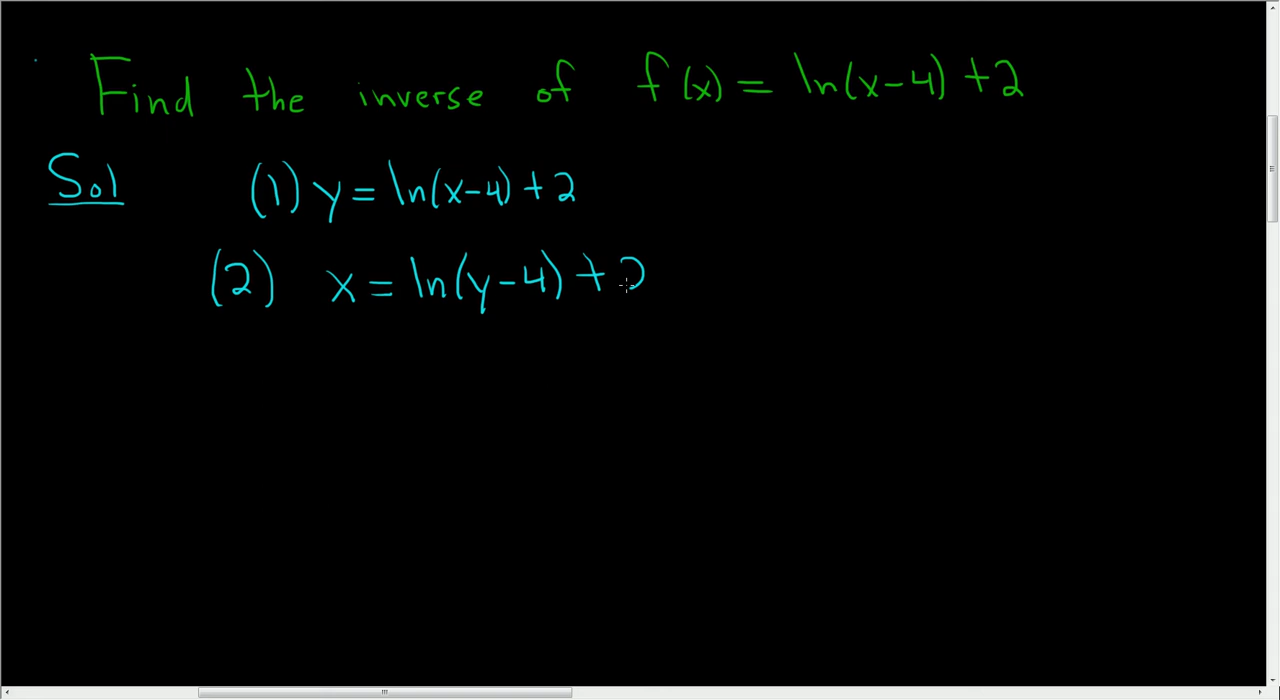 Find the inverse of f(x) = ln(x-4) +2
Sol (1) y = ln(x-4) + 2
(2) x = ln(y-4) + 2